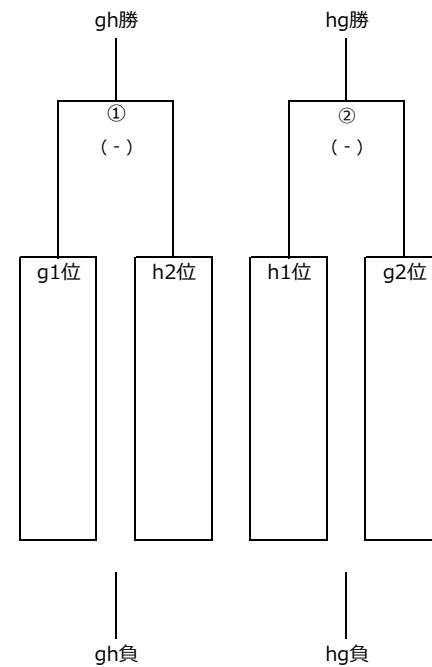 gh勝 hg勝
① ②
( - ) ( - )
g1位 h2位 h1位 g2位
gh負 hg負